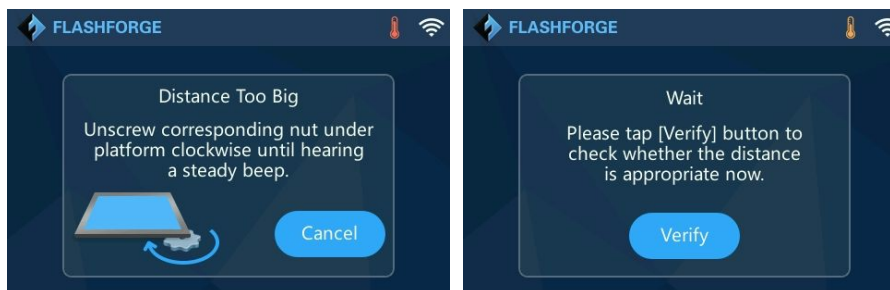 FLASHFORGE
Distance Too Big
Unscrew corresponding nut under
platform clockwise until hearing
a steady beep.
Cancel
FLASHFORGE
Wait
Please tap [Verify] button to
check whether the distance
is appropriate now.
Verify